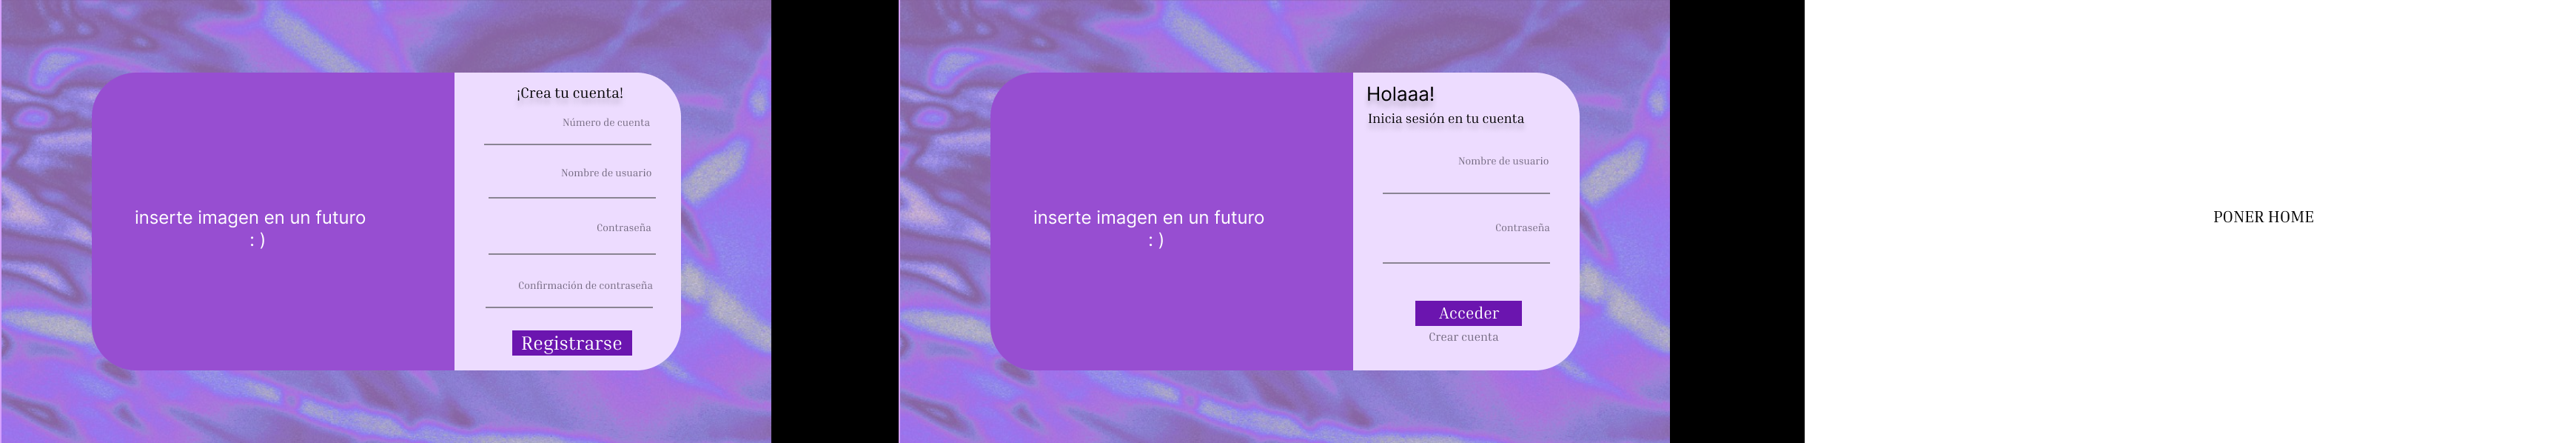 ¡Crea tu cuenta!
Número de cuenta
Nombre de usuario
Contraseña
Confirmación de contraseña
Registrarse
inserte imagen en un futuro
: )
Holaaa!
Inicia sesión en tu cuenta
Nombre de usuario
Contraseña
Acceder
Crear cuenta
inserte imagen en un futuro
: )
PONER HOME